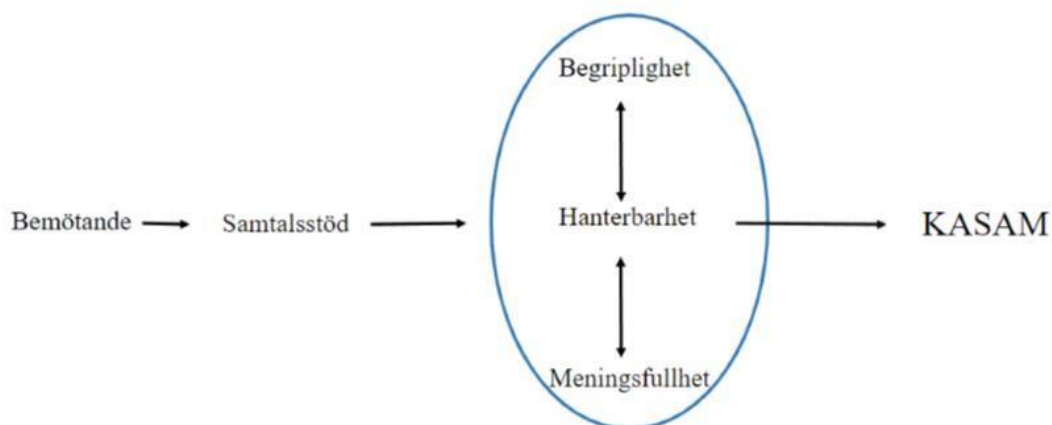 Begriplighet
Bemötande
Samtalsstöd
Hanterbarhet
KASAM
Meningsfullhet